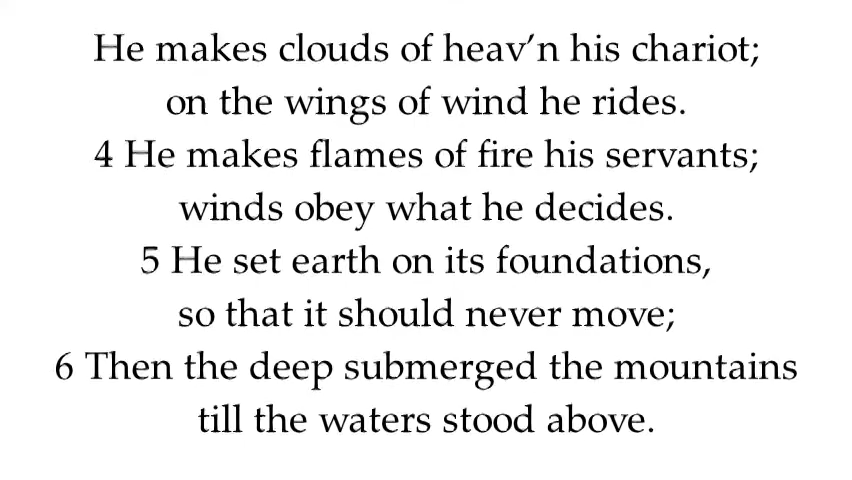 He makes clouds of heav’n his chariot;
on the wings of wind he rides.
4 He makes flames of fire his servants;
winds obey what he decides.
5 He set earth on its foundations,
so that it should never move;
6 Then the deep submerged the mountains
till the waters stood above.